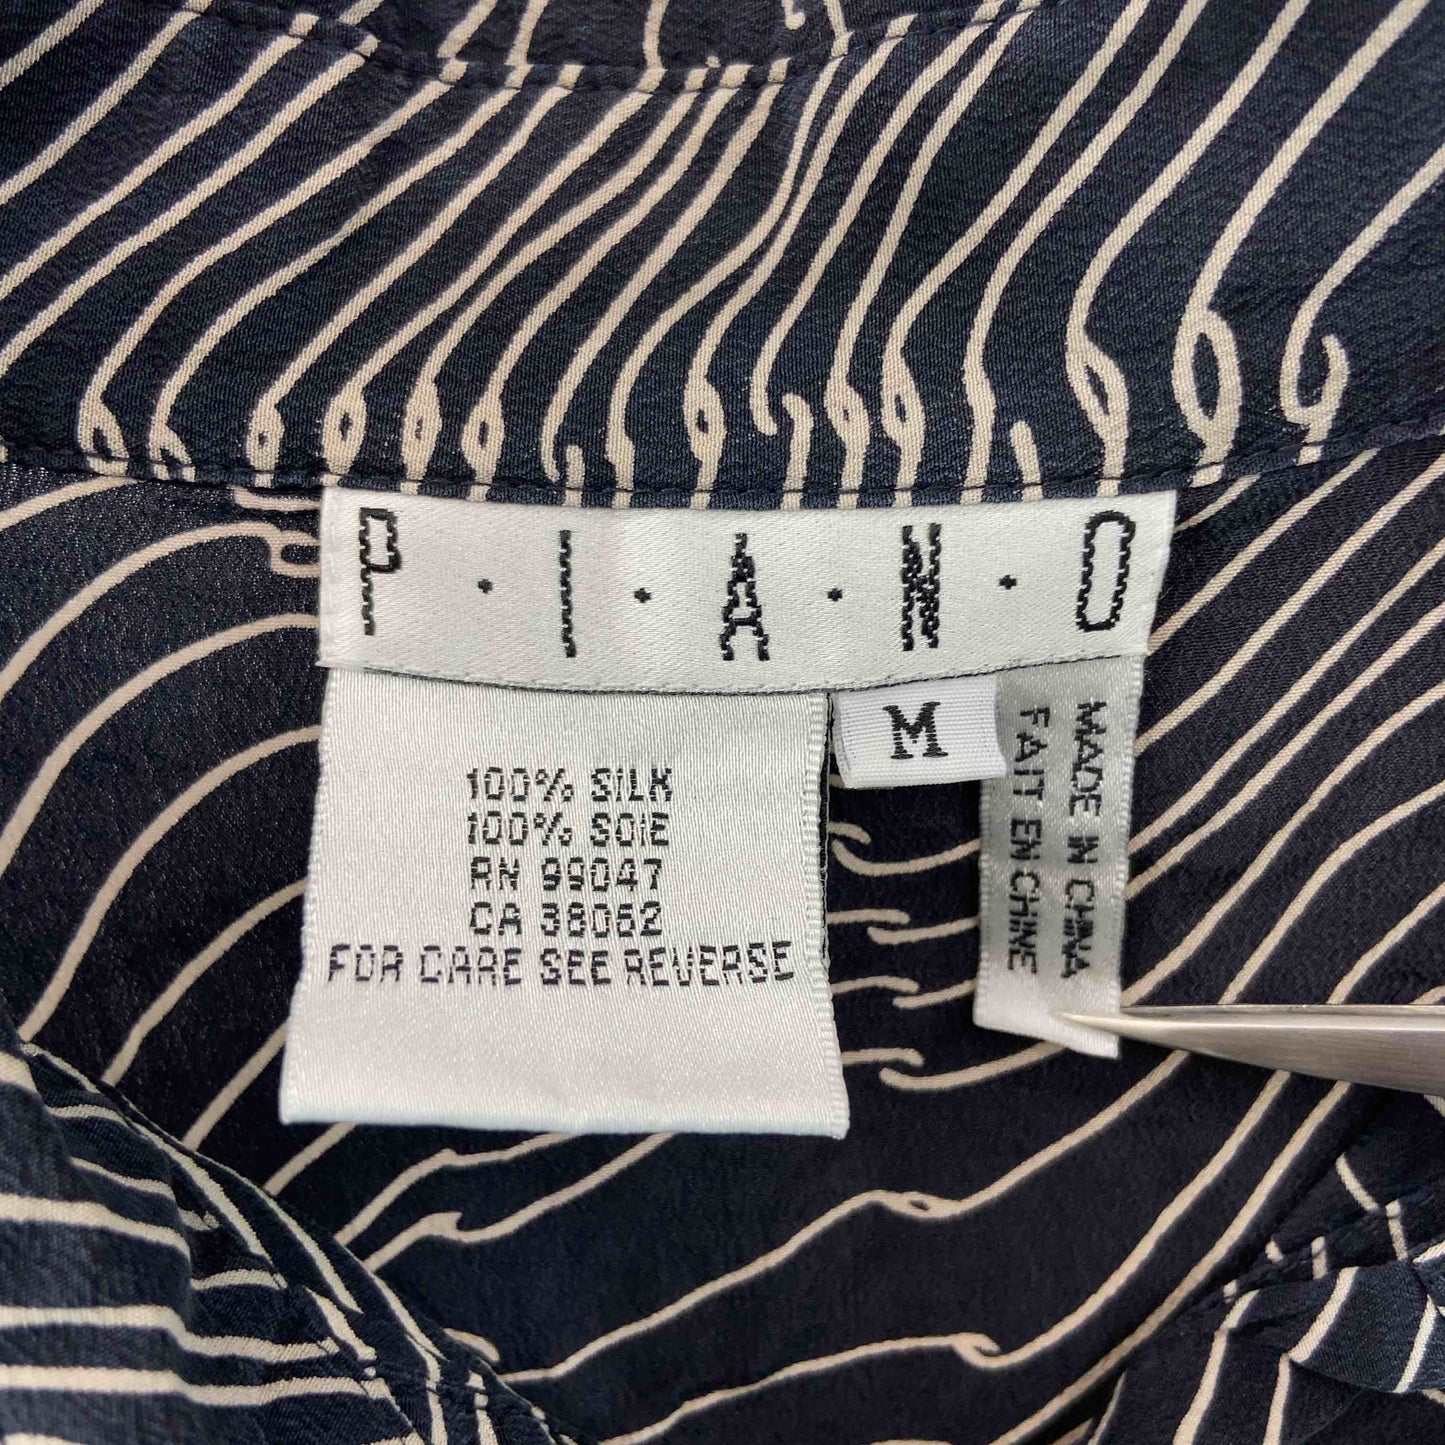 P·I·A·N·O
M
100% SILK
100% SOIE
RN 99047
CA 38052
FOR CARE SEE REVERSE
MADE IN CHINA
FAIT EN CHINE